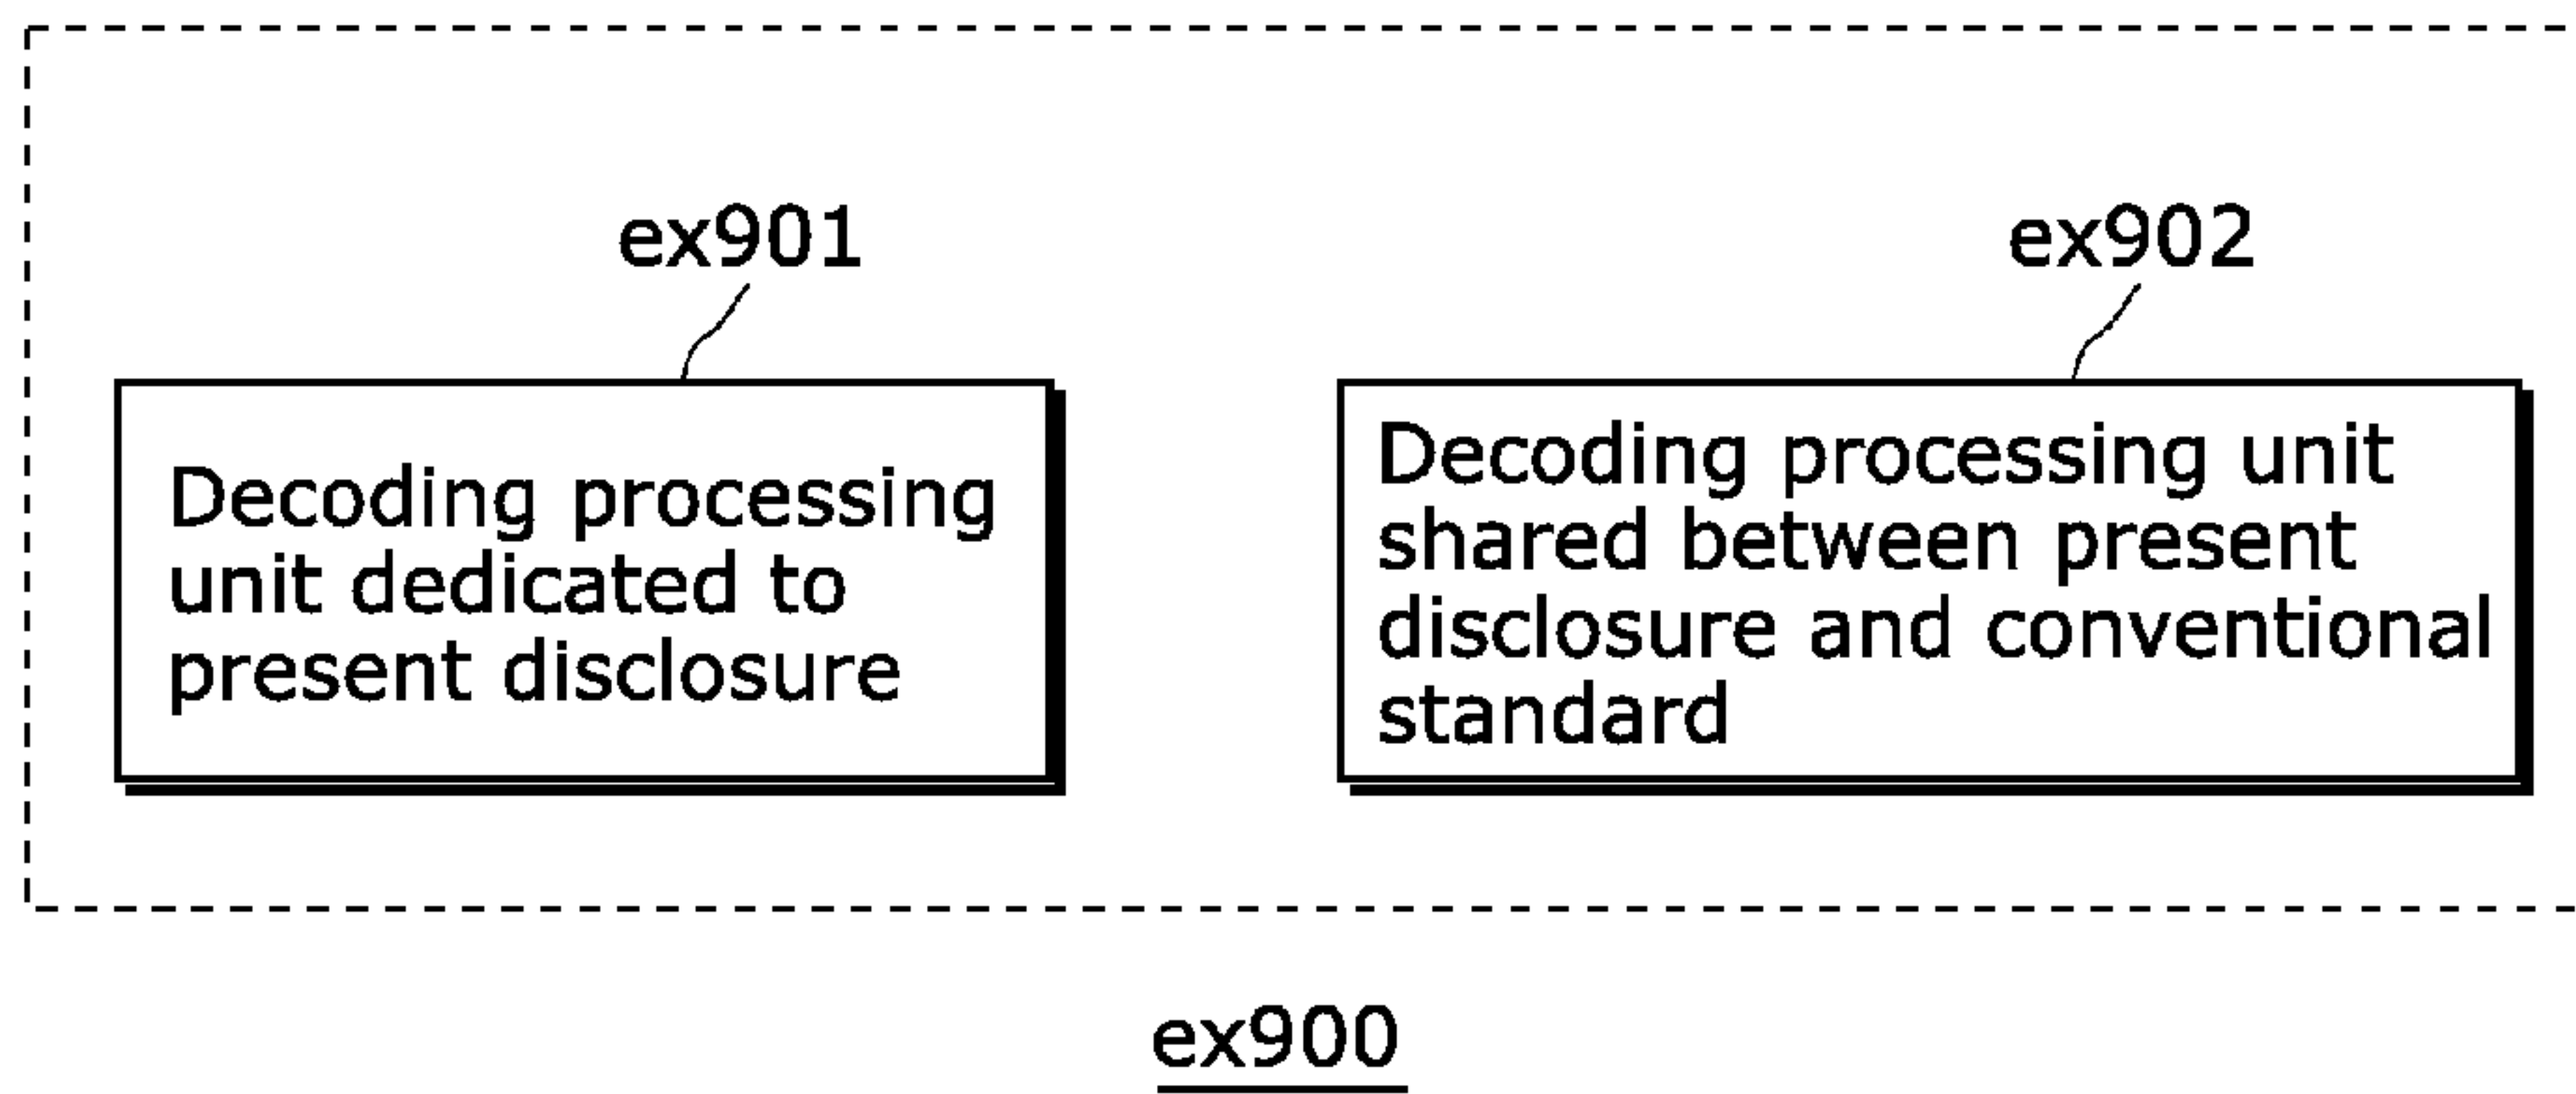 ex901
ex902
Decoding processing
unit dedicated to
present disclosure
Decoding processing unit
shared between present
disclosure and conventional
standard
ex900